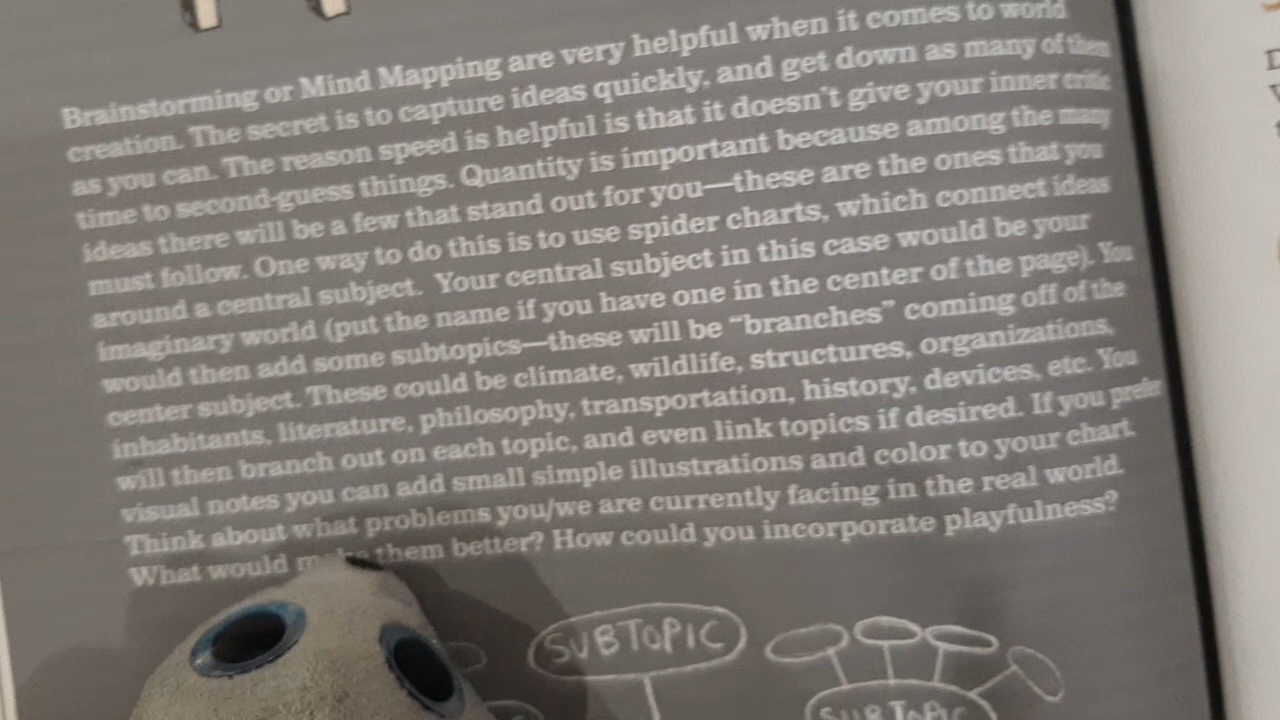 Brainstorming or Mind Mapping are very helpful when it comes to world
creation. The secret is to capture ideas quickly, and get down as many of them
as you can. The reason speed is helpful is that it doesn't give your inner critic
time to second-guess things. Quantity is important because among the many
ideas there will be a few that stand out for you—these are the ones that you
must follow. One way to do this is to use spider charts, which connect ideas
around a central subject. Your central subject in this case would be your
imaginary world (put the name if you have one in the center of the page). You
would then add some subtopics—these will be "branches" coming off of the
center subject. These could be climate, wildlife, structures, organizations,
inhabitants, literature, philosophy, transportation, history, devices, etc. You
will then branch out on each topic, and even link topics if desired. If you prefer
visual notes you can add small simple illustrations and color to your chart.
Think about what problems you/we are currently facing in the real world.
What would make them better? How could you incorporate playfulness?
SUBTOPIC
SUBTOPIC